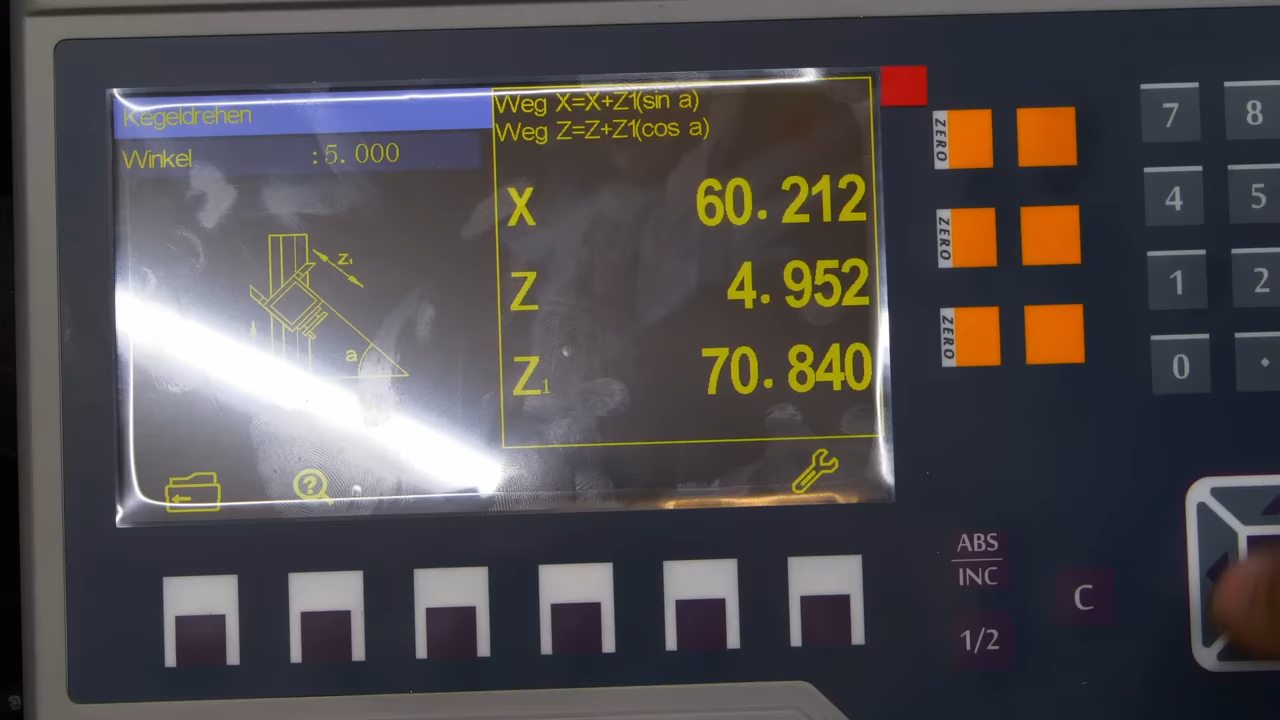 Kegeldrehen
Winkel :5.000
Z₁
a
Weg X=X+Z1(sin a)
Weg Z=Z+Z1(cos a)
X 60.212
Z 4.952
Z₁ 70.840
?
ZERO
ZERO
ZERO
7 8
4 5
1 2
0 .
ABS
INC
1/2
C